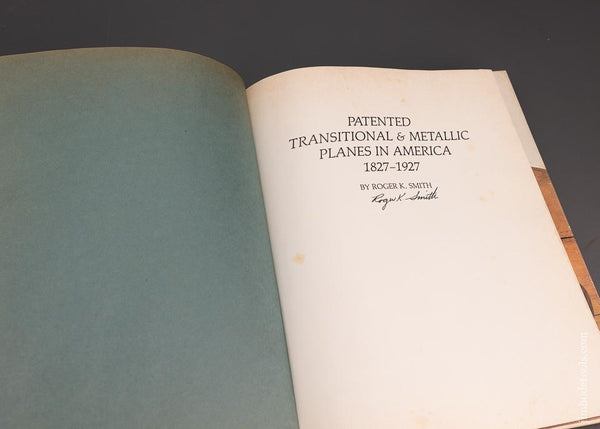 PATENTED
TRANSITIONAL & METALLIC
PLANES IN AMERICA
1827–1927
BY ROGER K. SMITH
Roger K. Smith